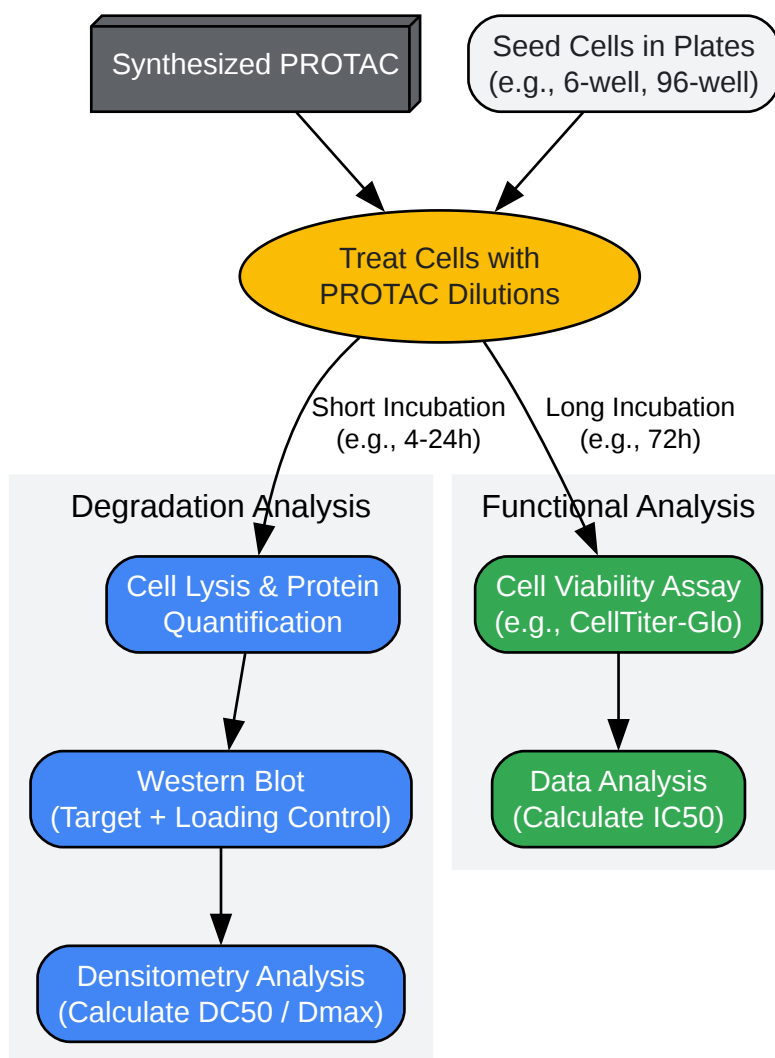 Synthesized PROTAC
Seed Cells in Plates
(e.g., 6-well, 96-well)
Treat Cells with
PROTAC Dilutions
Short Incubation
(e.g., 4-24h)
Long Incubation
(e.g., 72h)
Degradation Analysis
Cell Lysis & Protein
Quantification
Western Blot
(Target + Loading Control)
Densitometry Analysis
(Calculate DC50 / Dmax)
Functional Analysis
Cell Viability Assay
(e.g., CellTiter-Glo)
Data Analysis
(Calculate IC50)